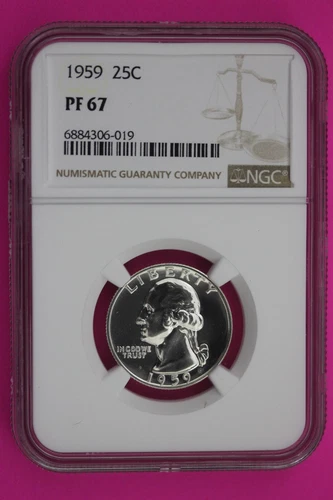 1959 25C
PF 67
6884306-019
NUMISMATIC GUARANTY COMPANY
NGC®
LIBERTY
IN GOD WE
TRUST
1959